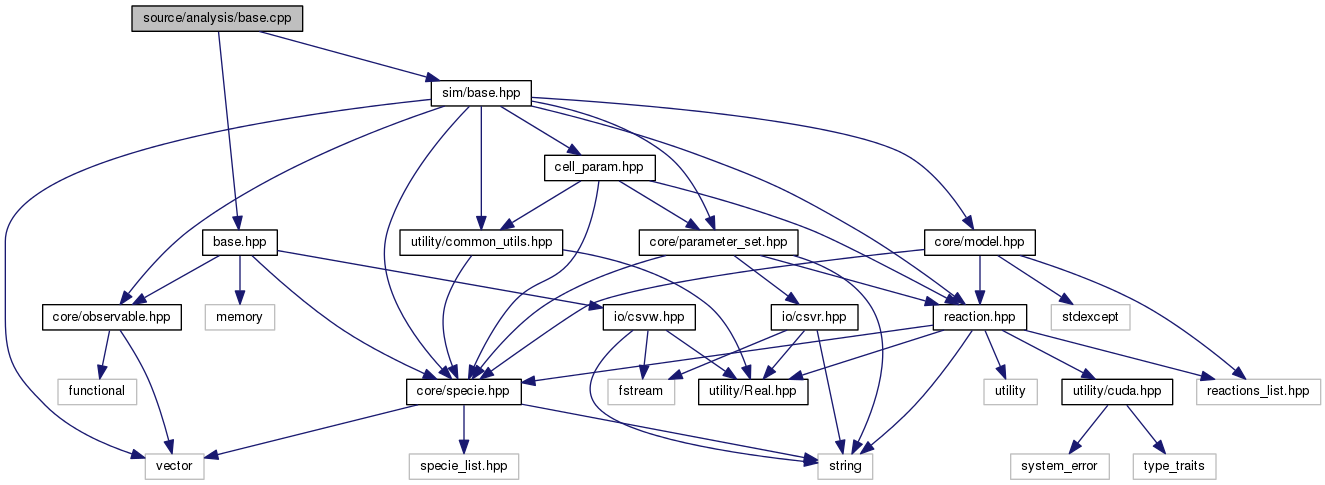 source/analysis/base.cpp
sim/base.hpp
cell_param.hpp
base.hpp
utility/common_utils.hpp
core/parameter_set.hpp
core/model.hpp
core/observable.hpp
memory
io/csvw.hpp
io/csvr.hpp
reaction.hpp
stdexcept
functional
core/specie.hpp
fstream
utility/Real.hpp
utility
utility/cuda.hpp
reactions_list.hpp
vector
specie_list.hpp
string
system_error
type_traits